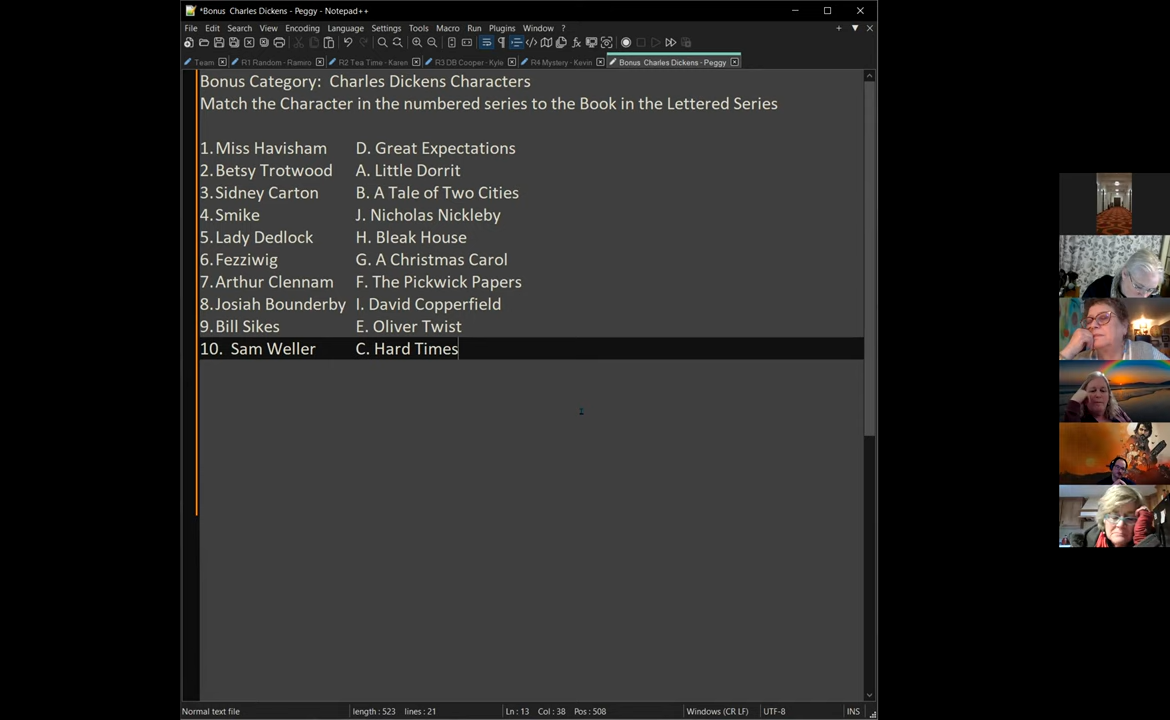 *Bonus  Charles Dickens - Peggy - Notepad++
File Edit Search View Encoding Language Settings Tools Macro Run Plugins Window ?
Team R1 Random - Ramiro R2 Tea Time - Karen R3 DB Cooper - Kyle R4 Mystery - Kevin Bonus  Charles Dickens - Peggy
Bonus Category:  Charles Dickens Characters
Match the Character in the numbered series to the Book in the Lettered Series
1. Miss Havisham D. Great Expectations
2. Betsy Trotwood A. Little Dorrit
3. Sidney Carton B. A Tale of Two Cities
4. Smike J. Nicholas Nickleby
5. Lady Dedlock H. Bleak House
6. Fezziwig G. A Christmas Carol
7. Arthur Clennam F. The Pickwick Papers
8. Josiah Bounderby I. David Copperfield
9. Bill Sikes E. Oliver Twist
10.  Sam Weller C. Hard Times
Normal text file length : 523 lines : 21 Ln : 13 Col : 38 Pos : 508 Windows (CR LF) UTF-8 INS